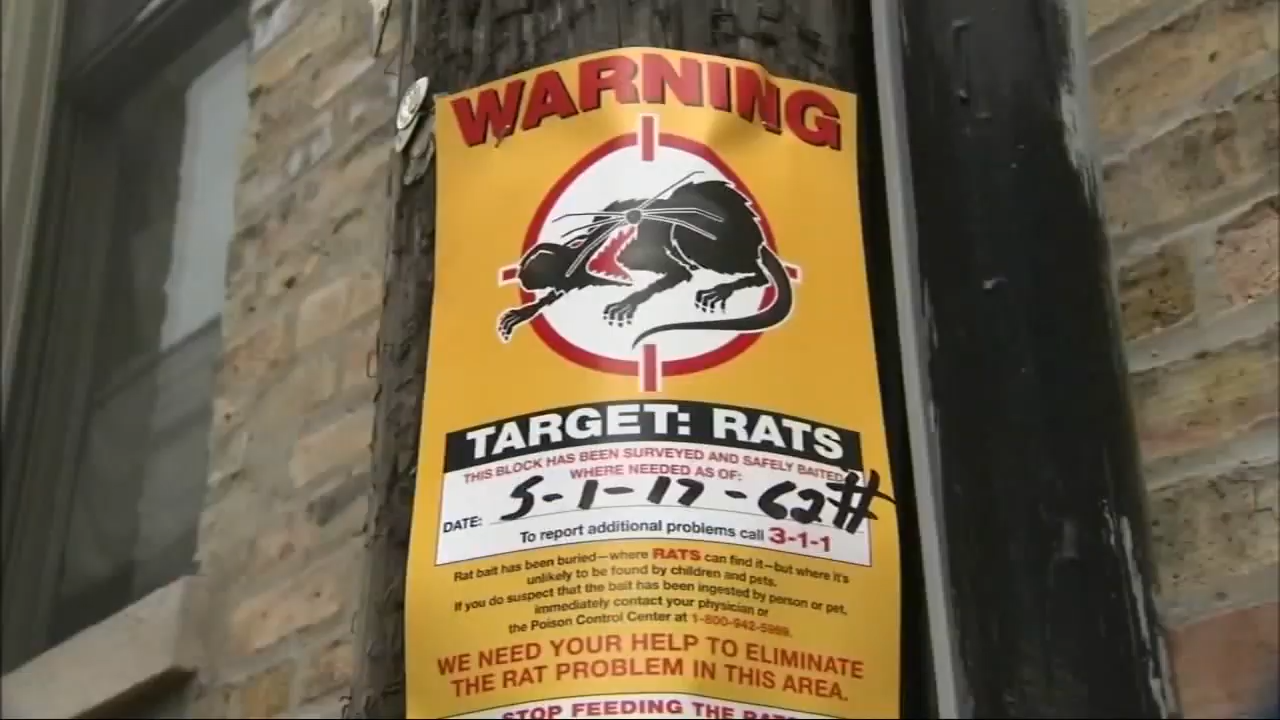 WARNING
TARGET: RATS
THIS BLOCK HAS BEEN SURVEYED AND SAFELY BAITED
WHERE NEEDED AS OF:
DATE: 5-1-17-62#
To report additional problems call 3-1-1
Rat bait has been buried—where RATS can find it—but where it's
unlikely to be found by children and pets.
If you do suspect that the bait has been ingested by person or pet,
immediately contact your physician or
the Poison Control Center at 1-800-942-5969.
WE NEED YOUR HELP TO ELIMINATE
THE RAT PROBLEM IN THIS AREA.
STOP FEEDING THE RATS